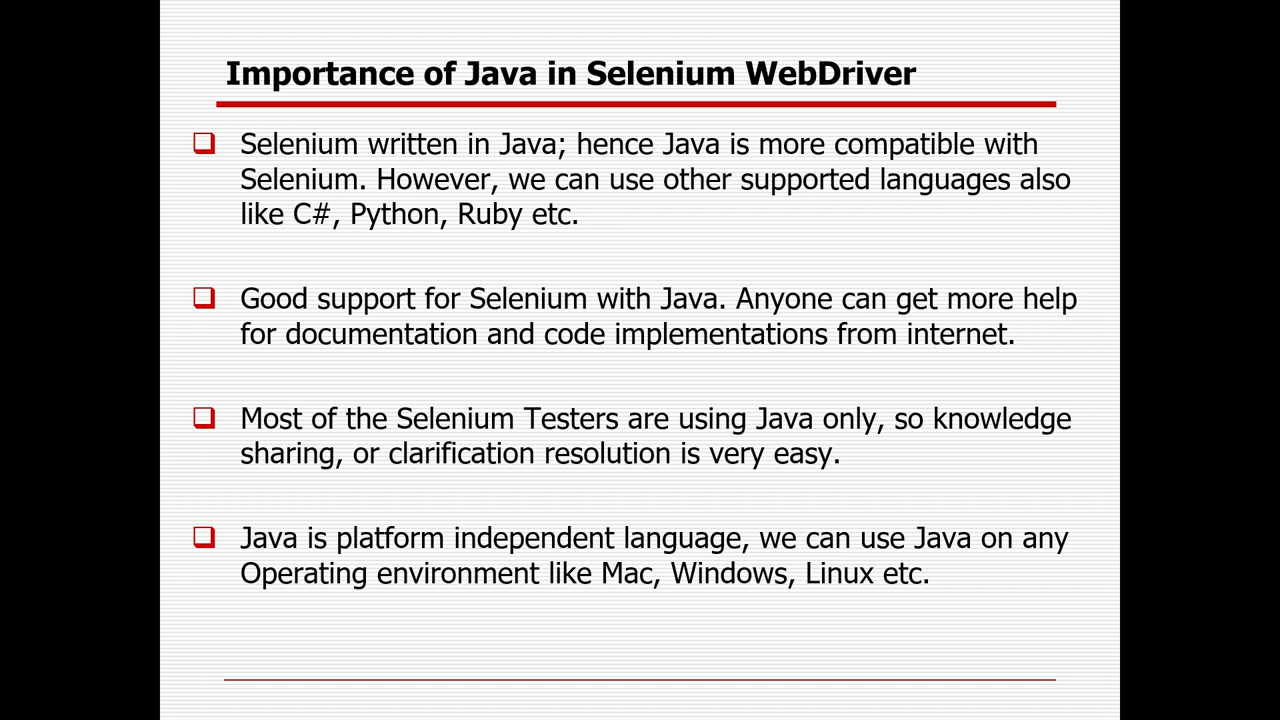 Importance of Java in Selenium WebDriver
Selenium written in Java; hence Java is more compatible with
Selenium. However, we can use other supported languages also
like C#, Python, Ruby etc.
Good support for Selenium with Java. Anyone can get more help
for documentation and code implementations from internet.
Most of the Selenium Testers are using Java only, so knowledge
sharing, or clarification resolution is very easy.
Java is platform independent language, we can use Java on any
Operating environment like Mac, Windows, Linux etc.